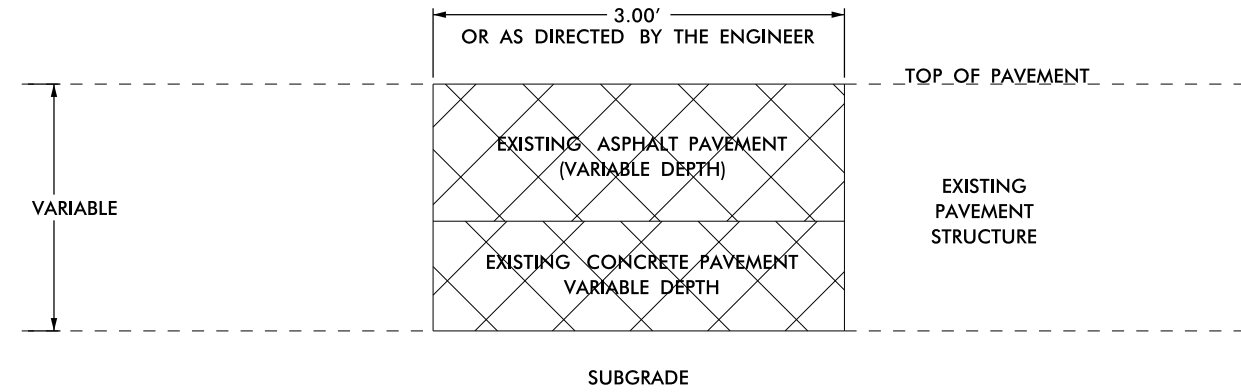 3.00'
OR AS DIRECTED BY THE ENGINEER
TOP OF PAVEMENT
EXISTING ASPHALT PAVEMENT
(VARIABLE DEPTH)
VARIABLE
EXISTING
PAVEMENT
STRUCTURE
EXISTING CONCRETE PAVEMENT
VARIABLE DEPTH
SUBGRADE